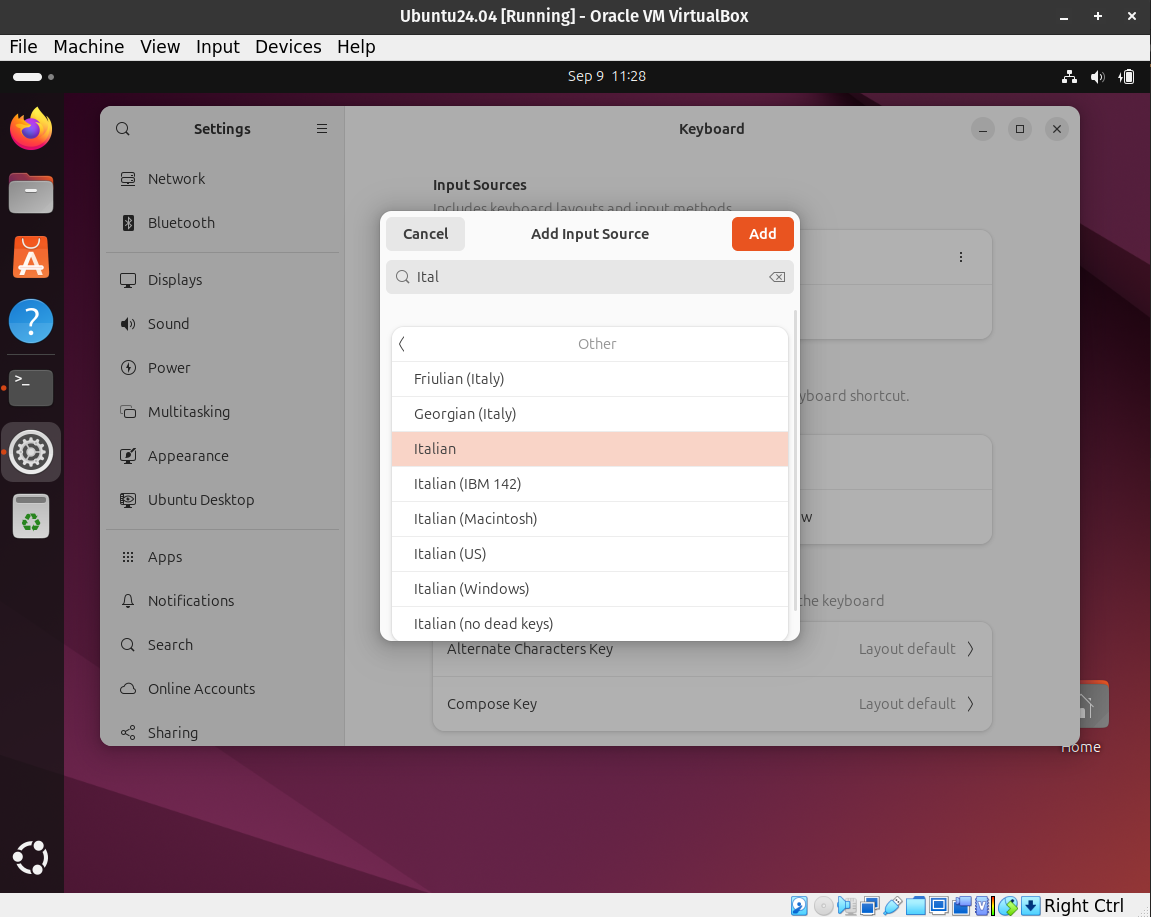 Ubuntu24.04 [Running] - Oracle VM VirtualBox
File Machine View Input Devices Help
Sep 9 11:28
Settings
Keyboard
Network
Bluetooth
Displays
Sound
Power
Multitasking
Appearance
Ubuntu Desktop
Apps
Notifications
Search
Online Accounts
Sharing
Input Sources
Includes keyboard layouts and input methods
Cancel
Add Input Source
Add
Ital
Other
Friulian (Italy)
Georgian (Italy)
Italian
Italian (IBM 142)
Italian (Macintosh)
Italian (US)
Italian (Windows)
Italian (no dead keys)
shortcut.
w
the keyboard
Alternate Characters Key
Layout default
Compose Key
Layout default
Home
Right Ctrl